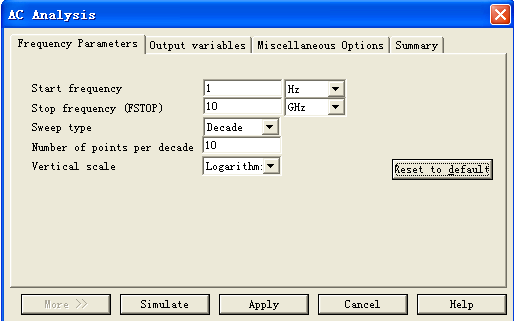 AC Analysis
Frequency Parameters Output variables Miscellaneous Options Summary
Start frequency 1 Hz
Stop frequency (FSTOP) 10 GHz
Sweep type Decade
Number of points per decade 10
Vertical scale Logarithm:
Reset to default
More >> Simulate Apply Cancel Help